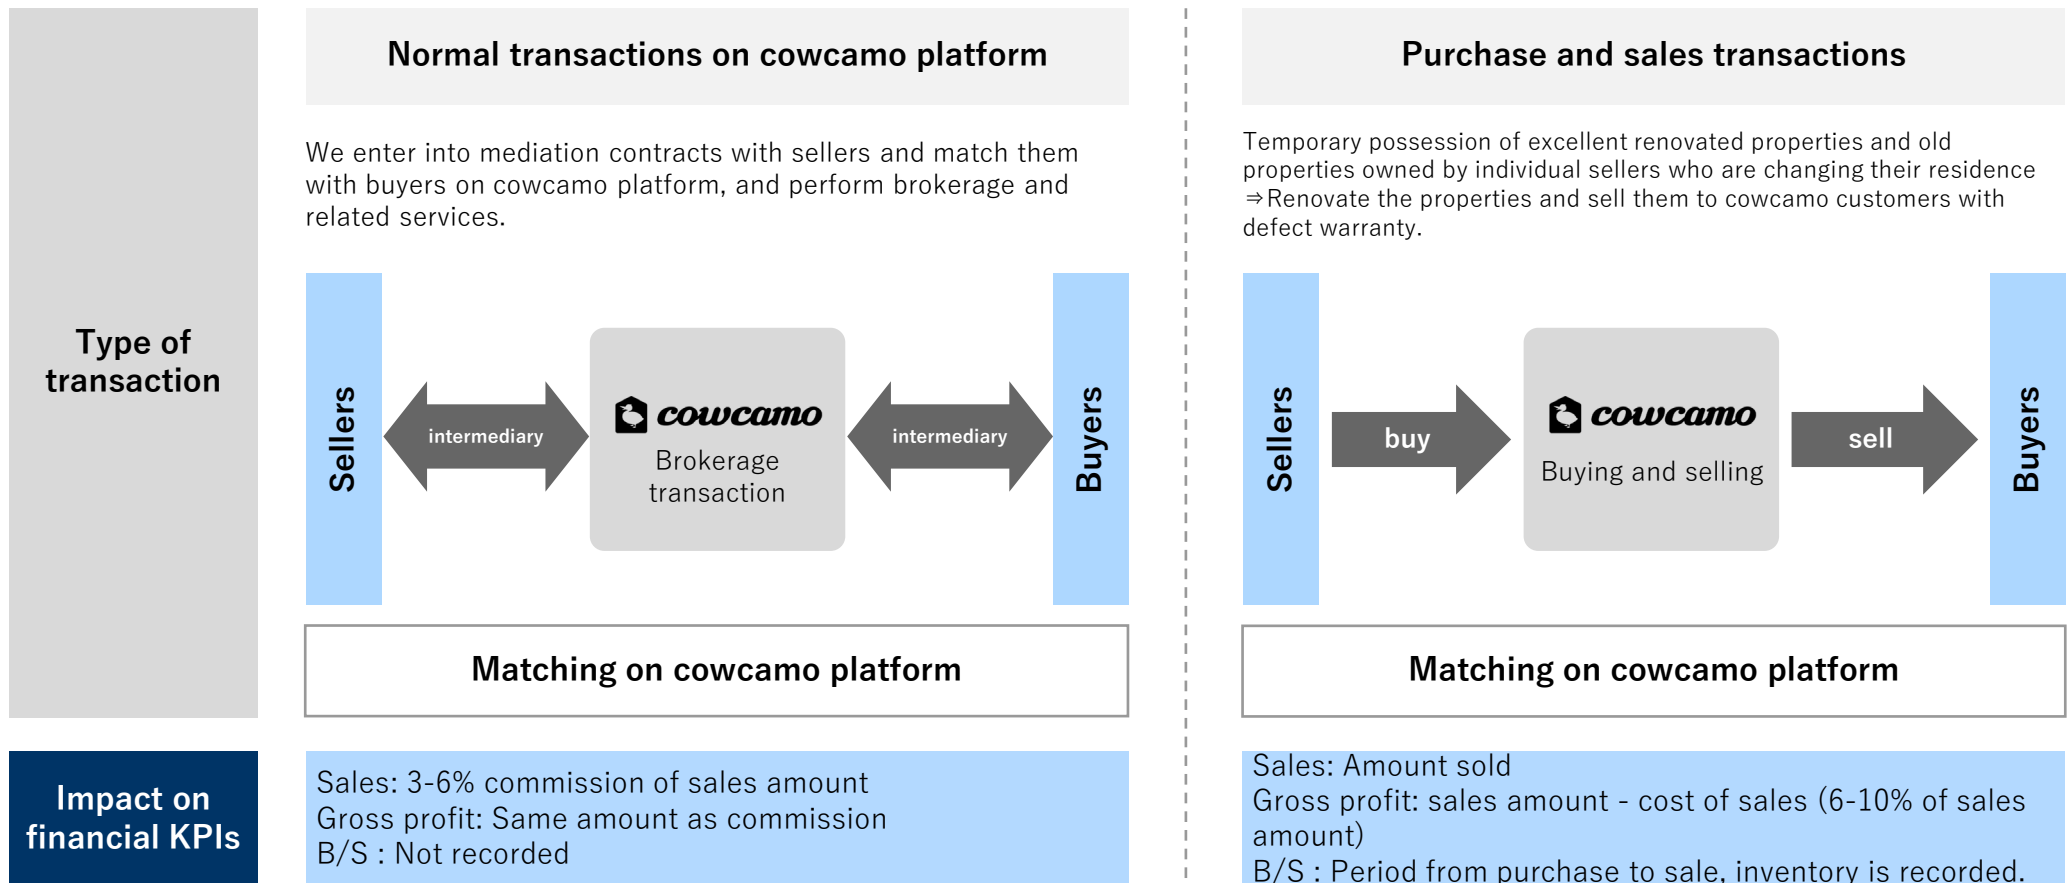 Type of
transaction
Normal transactions on cowcamo platform
We enter into mediation contracts with sellers and match them
with buyers on cowcamo platform, and perform brokerage and
related services.
Sellers
intermediary
cowcamo
Brokerage
transaction
intermediary
Buyers
Matching on cowcamo platform
Purchase and sales transactions
Temporary possession of excellent renovated properties and old
properties owned by individual sellers who are changing their residence
⇒Renovate the properties and sell them to cowcamo customers with
defect warranty.
Sellers
buy
cowcamo
Buying and selling
sell
Buyers
Matching on cowcamo platform
Impact on
financial KPIs
Sales: 3-6% commission of sales amount
Gross profit: Same amount as commission
B/S : Not recorded
Sales: Amount sold
Gross profit: sales amount - cost of sales (6-10% of sales
amount)
B/S : Period from purchase to sale, inventory is recorded.